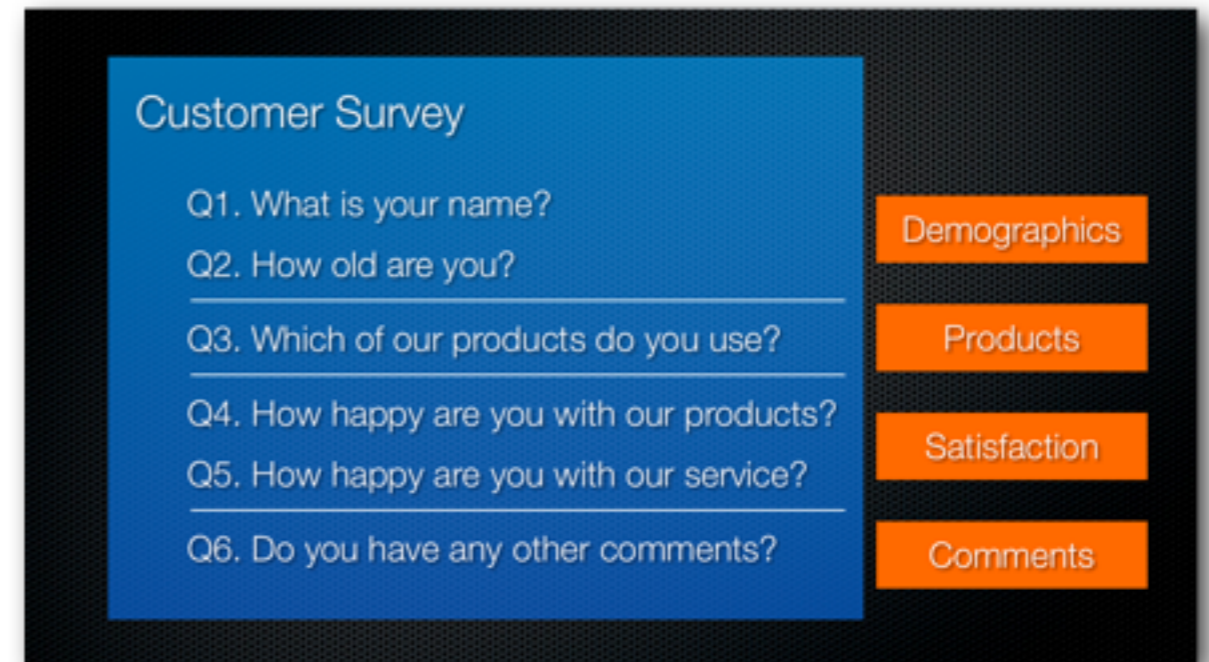 Customer Survey
Q1. What is your name?
Q2. How old are you?
Demographics
Q3. Which of our products do you use?
Products
Q4. How happy are you with our products?
Q5. How happy are you with our service?
Satisfaction
Q6. Do you have any other comments?
Comments